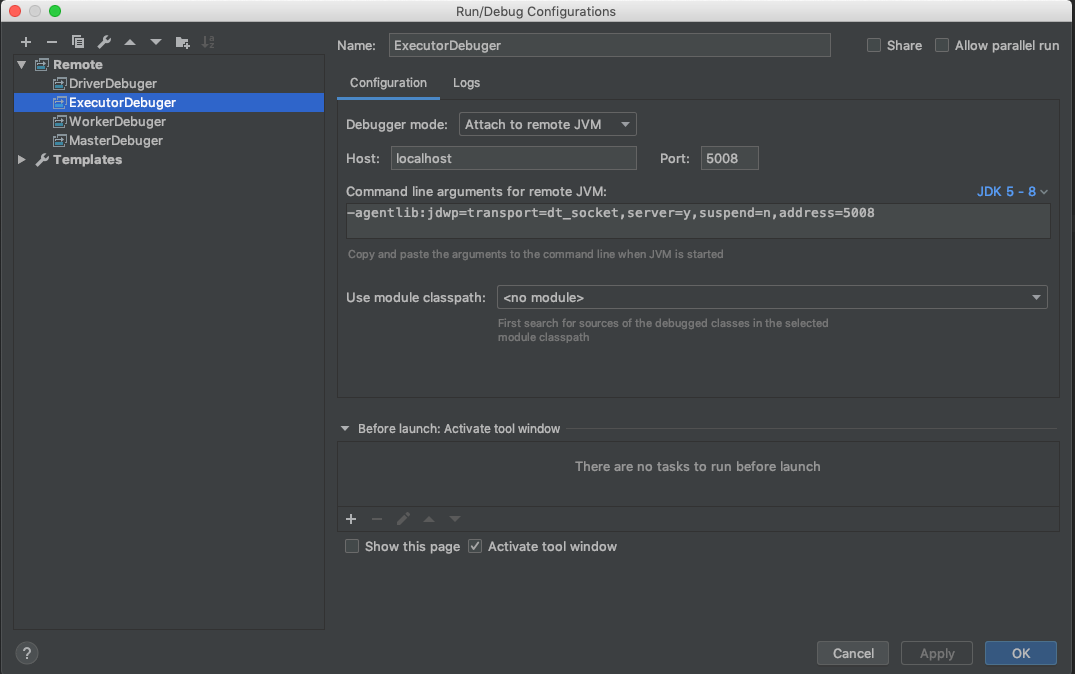 Run/Debug Configurations
Remote
DriverDebuger
ExecutorDebuger
WorkerDebuger
MasterDebuger
Templates
Name: ExecutorDebuger Share Allow parallel run
Configuration Logs
Debugger mode: Attach to remote JVM
Host: localhost Port: 5008
Command line arguments for remote JVM: JDK 5 - 8
-agentlib:jdwp=transport=dt_socket,server=y,suspend=n,address=5008
Copy and paste the arguments to the command line when JVM is started
Use module classpath: <no module>
First search for sources of the debugged classes in the selected
module classpath
Before launch: Activate tool window
There are no tasks to run before launch
Show this page Activate tool window
? Cancel Apply OK